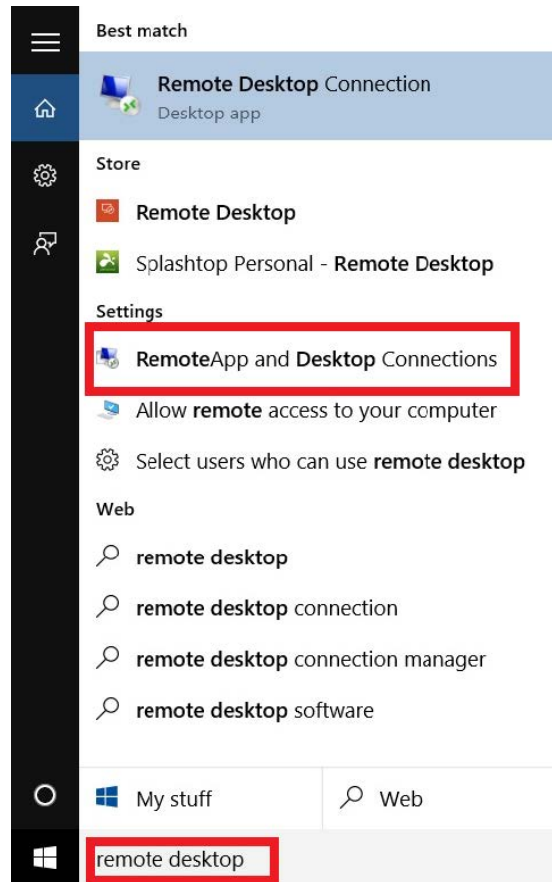 Best match
Remote Desktop Connection
Desktop app
Store
Remote Desktop
Splashtop Personal - Remote Desktop
Settings
RemoteApp and Desktop Connections
Allow remote access to your computer
Select users who can use remote desktop
Web
remote desktop
remote desktop connection
remote desktop connection manager
remote desktop software
My stuff
Web
remote desktop